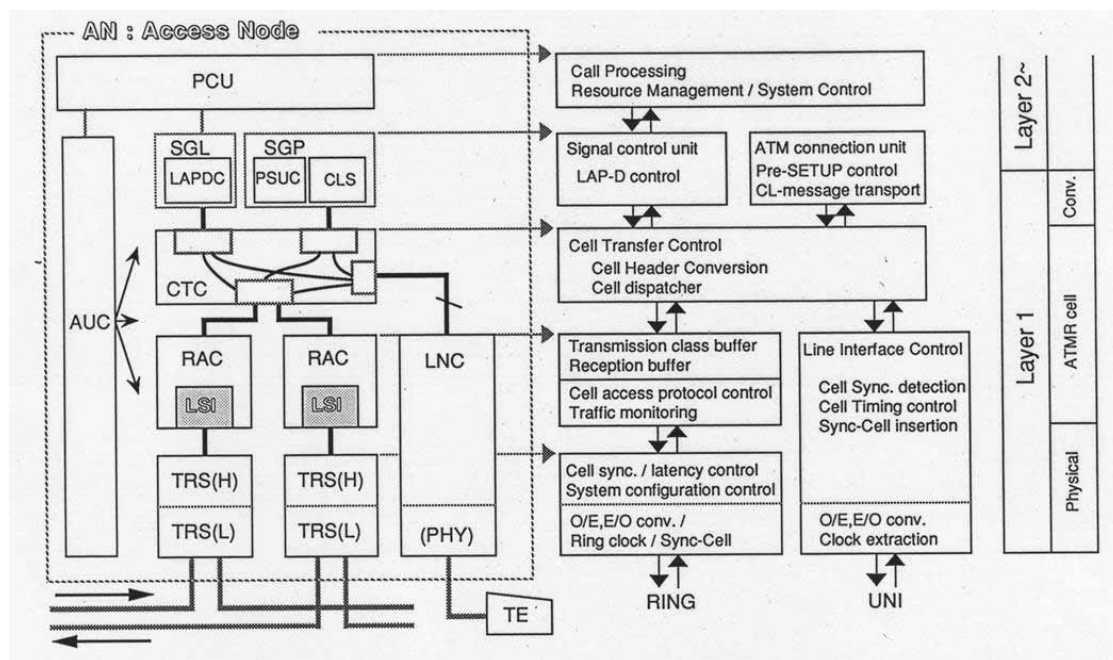 AN : Access Node
PCU
SGL
LAPDC
SGP
PSUC
CLS
CTC
AUC
RAC
LSI
RAC
LSI
LNC
TRS(H)
TRS(L)
TRS(H)
TRS(L)
(PHY)
TE
Call Processing
Resource Management / System Control
Signal control unit
LAP-D control
ATM connection unit
Pre-SETUP control
CL-message transport
Cell Transfer Control
Cell Header Conversion
Cell dispatcher
Transmission class buffer
Reception buffer
Cell access protocol control
Traffic monitoring
Line Interface Control
Cell Sync. detection
Cell Timing control
Sync-Cell insertion
Cell sync. / latency control
System configuration control
O/E,E/O conv. /
Ring clock / Sync-Cell
O/E,E/O conv.
Clock extraction
RING
UNI
Layer 2~
Layer 1
Conv.
ATMR cell
Physical